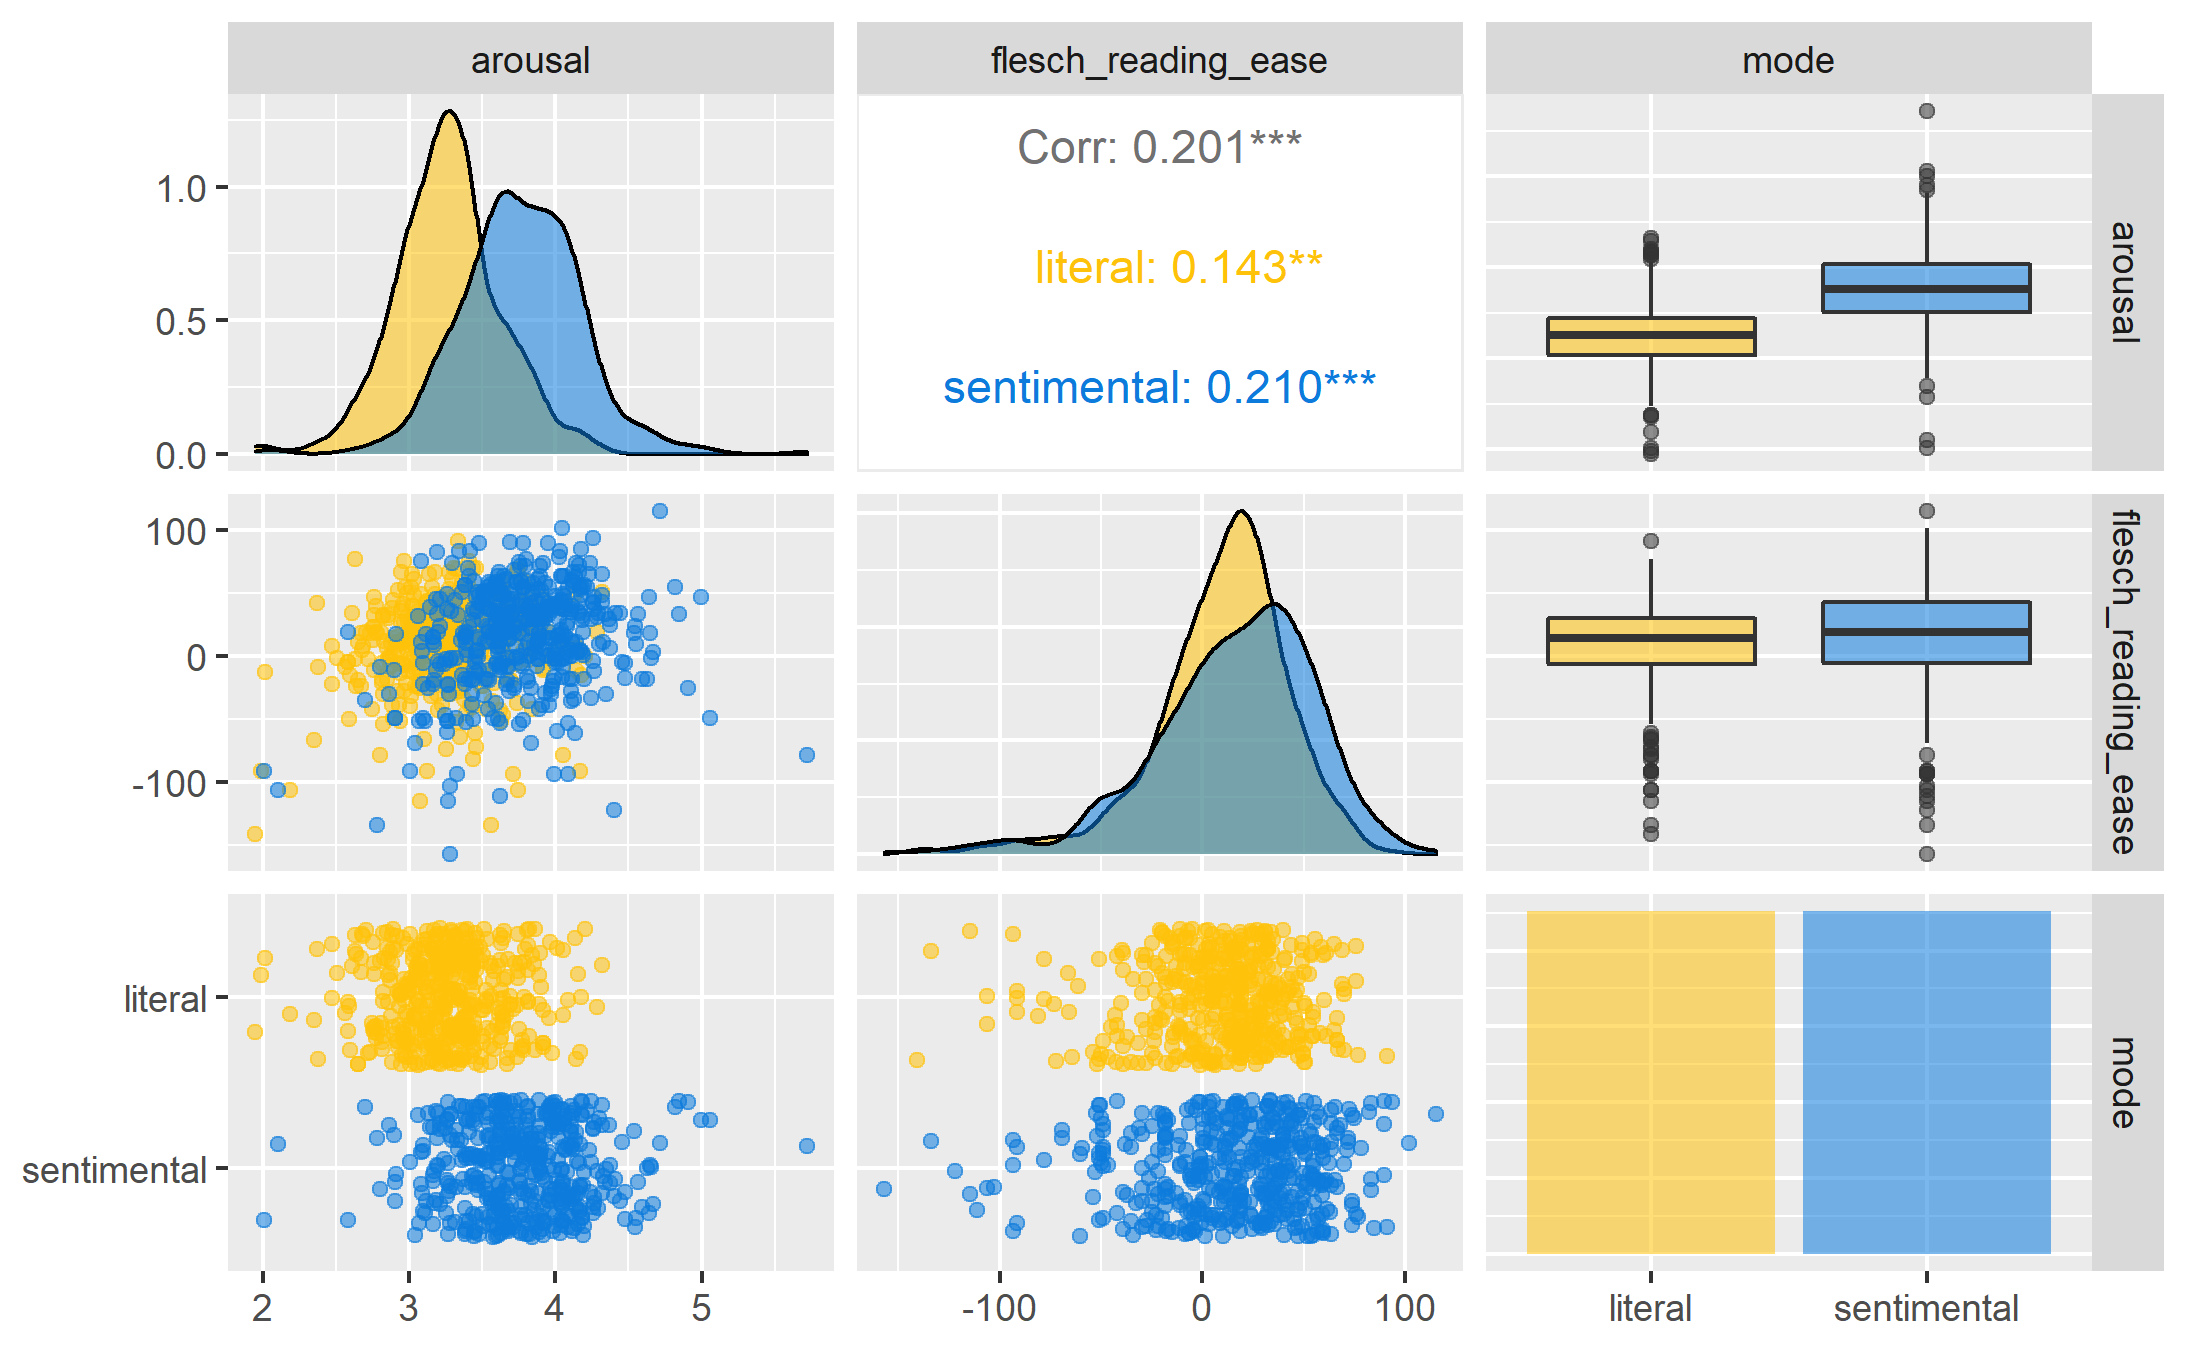 arousal
flesch_reading_ease
mode
Corr: 0.201***
literal: 0.143**
sentimental: 0.210***
1.0
0.5
0.0
arousal
100
0
-100
flesch_reading_ease
literal
sentimental
mode
2 3 4 5
-100 0 100
literal sentimental